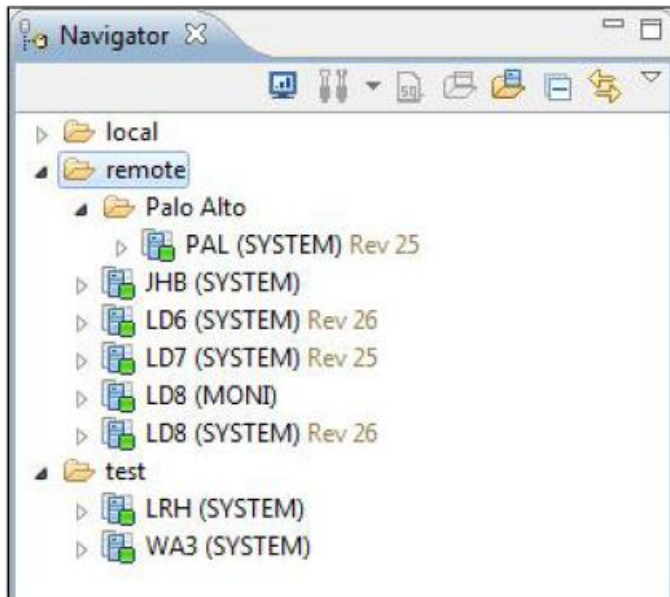 Navigator
SQL
local
remote
Palo Alto
PAL (SYSTEM) Rev 25
JHB (SYSTEM)
LD6 (SYSTEM) Rev 26
LD7 (SYSTEM) Rev 25
LD8 (MONI)
LD8 (SYSTEM) Rev 26
test
LRH (SYSTEM)
WA3 (SYSTEM)